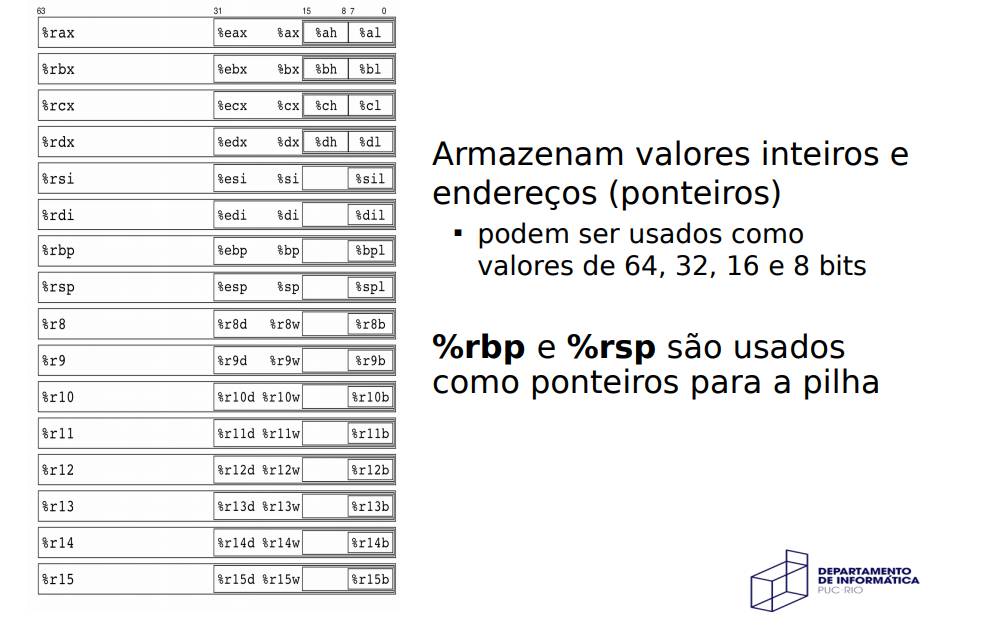 63 31 15 8 7 0
%rax %eax %ax %ah %al
%rbx %ebx %bx %bh %bl
%rcx %ecx %cx %ch %cl
%rdx %edx %dx %dh %dl
%rsi %esi %si %sil
%rdi %edi %di %dil
%rbp %ebp %bp %bpl
%rsp %esp %sp %spl
%r8 %r8d %r8w %r8b
%r9 %r9d %r9w %r9b
%r10 %r10d %r10w %r10b
%r11 %r11d %r11w %r11b
%r12 %r12d %r12w %r12b
%r13 %r13d %r13w %r13b
%r14 %r14d %r14w %r14b
%r15 %r15d %r15w %r15b
Armazenam valores inteiros e
endereços (ponteiros)
▪ podem ser usados como
valores de 64, 32, 16 e 8 bits
%rbp e %rsp são usados
como ponteiros para a pilha
DEPARTAMENTO
DE INFORMÁTICA
PUC-RIO